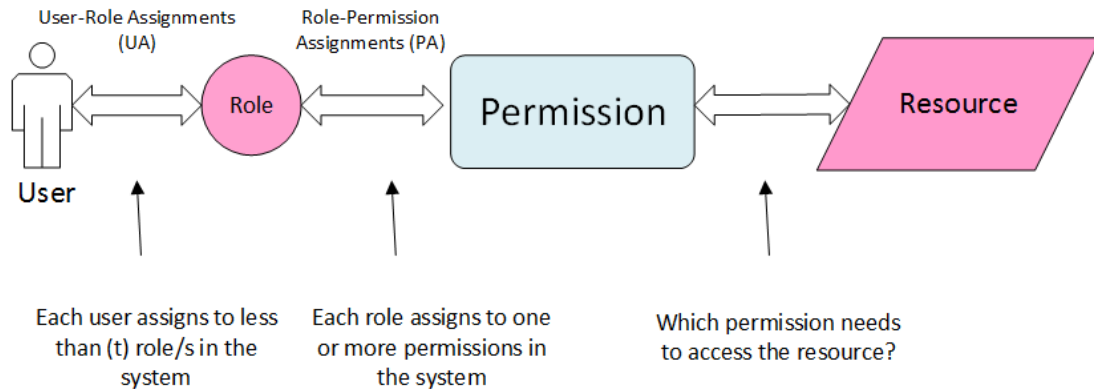 User-Role Assignments
(UA)
Role-Permission
Assignments (PA)
User
Role
Permission
Resource
Each user assigns to less
than (t) role/s in the
system
Each role assigns to one
or more permissions in
the system
Which permission needs
to access the resource?